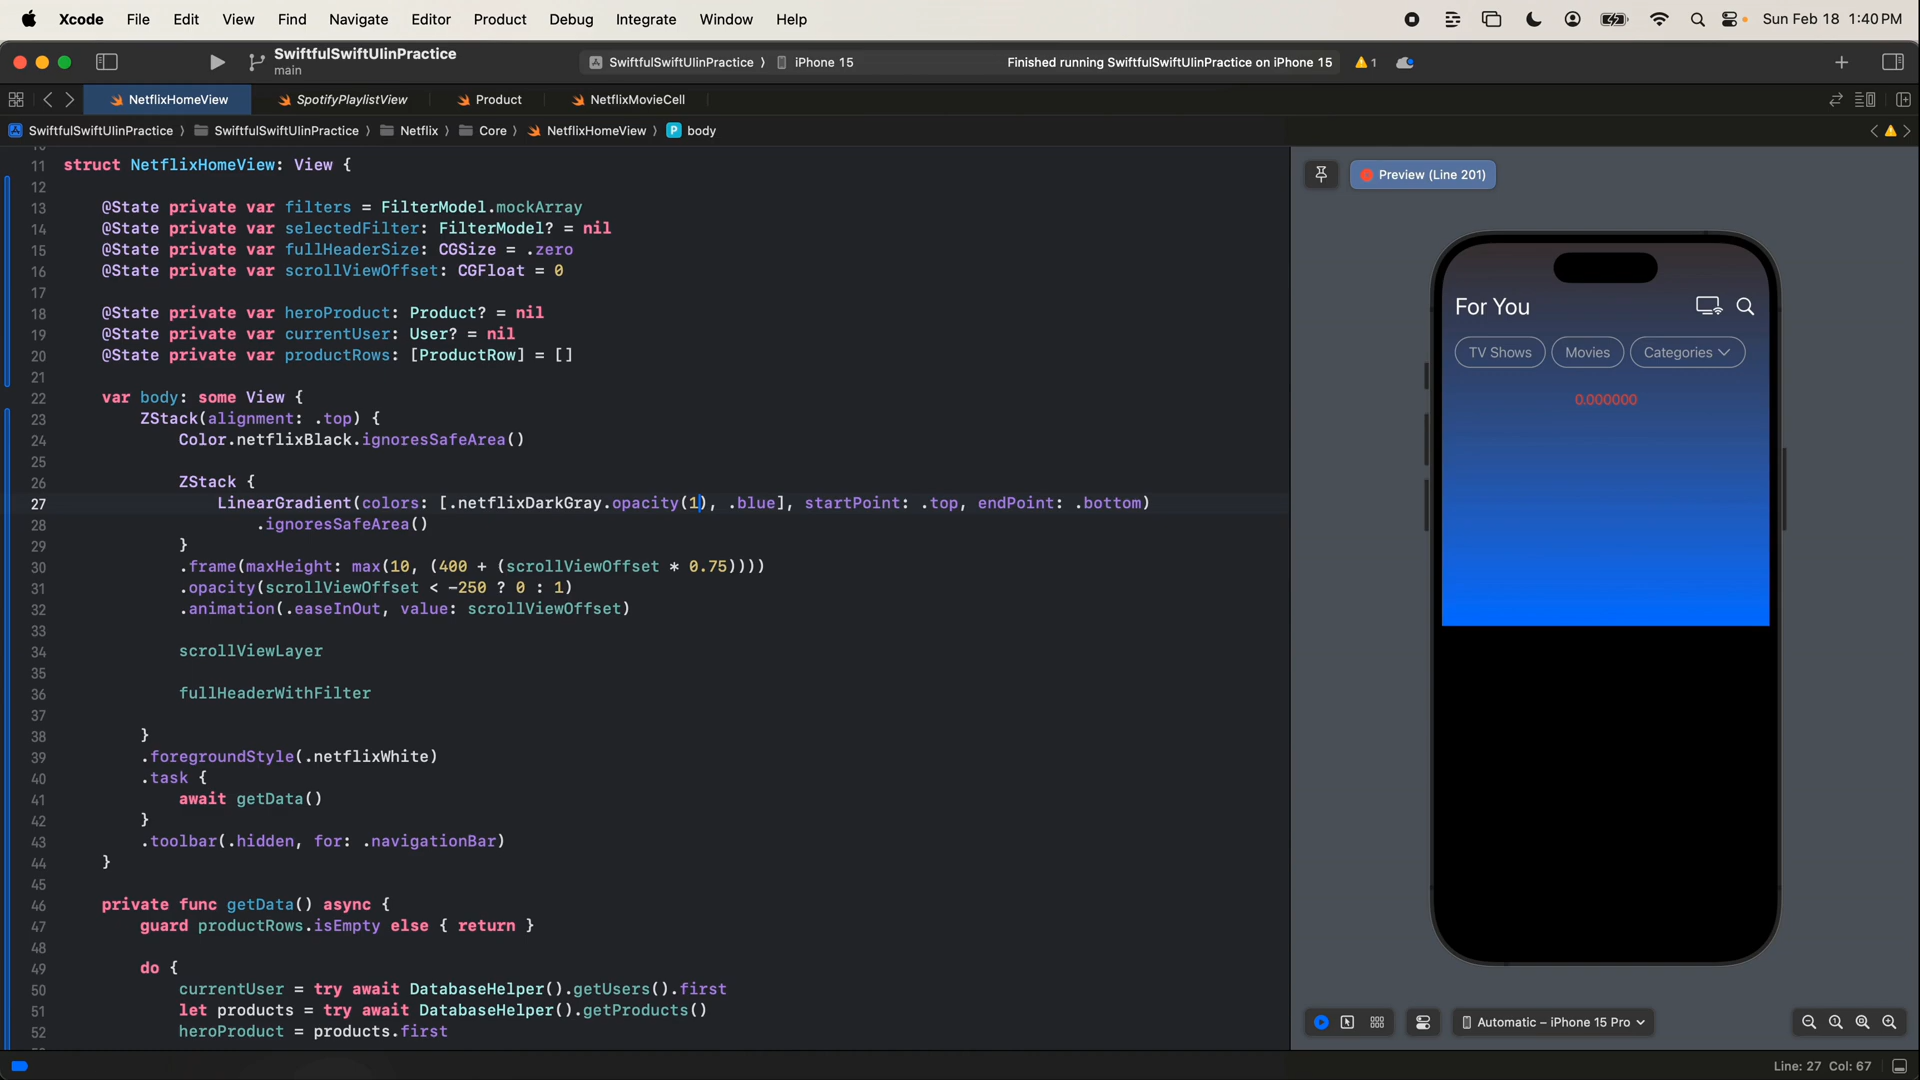 Xcode File Edit View Find Navigate Editor Product Debug Integrate Window Help Sun Feb 18 1:40 PM
SwiftfulSwiftUIinPractice
main
SwiftfulSwiftUIinPractice ⟩ iPhone 15 Finished running SwiftfulSwiftUIinPractice on iPhone 15 1
NetflixHomeView SpotifyPlaylistView Product NetflixMovieCell
SwiftfulSwiftUIinPractice ⟩ SwiftfulSwiftUIinPractice ⟩ Netflix ⟩ Core ⟩ NetflixHomeView ⟩ P body
11 struct NetflixHomeView: View {
12
13 @State private var filters = FilterModel.mockArray
14 @State private var selectedFilter: FilterModel? = nil
15 @State private var fullHeaderSize: CGSize = .zero
16 @State private var scrollViewOffset: CGFloat = 0
17
18 @State private var heroProduct: Product? = nil
19 @State private var currentUser: User? = nil
20 @State private var productRows: [ProductRow] = []
21
22 var body: some View {
23 ZStack(alignment: .top) {
24 Color.netflixBlack.ignoresSafeArea()
25
26 ZStack {
27 LinearGradient(colors: [.netflixDarkGray.opacity(1), .blue], startPoint: .top, endPoint: .bottom)
28 .ignoresSafeArea()
29 }
30 .frame(maxHeight: max(10, (400 + (scrollViewOffset * 0.75))))
31 .opacity(scrollViewOffset < -250 ? 0 : 1)
32 .animation(.easeInOut, value: scrollViewOffset)
33
34 scrollViewLayer
35
36 fullHeaderWithFilter
37
38 }
39 .foregroundStyle(.netflixWhite)
40 .task {
41 await getData()
42 }
43 .toolbar(.hidden, for: .navigationBar)
44 }
45
46 private func getData() async {
47 guard productRows.isEmpty else { return }
48
49 do {
50 currentUser = try await DatabaseHelper().getUsers().first
51 let products = try await DatabaseHelper().getProducts()
52 heroProduct = products.first
Preview (Line 201)
For You
TV Shows Movies Categories
0.000000
Automatic – iPhone 15 Pro
Line: 27 Col: 67